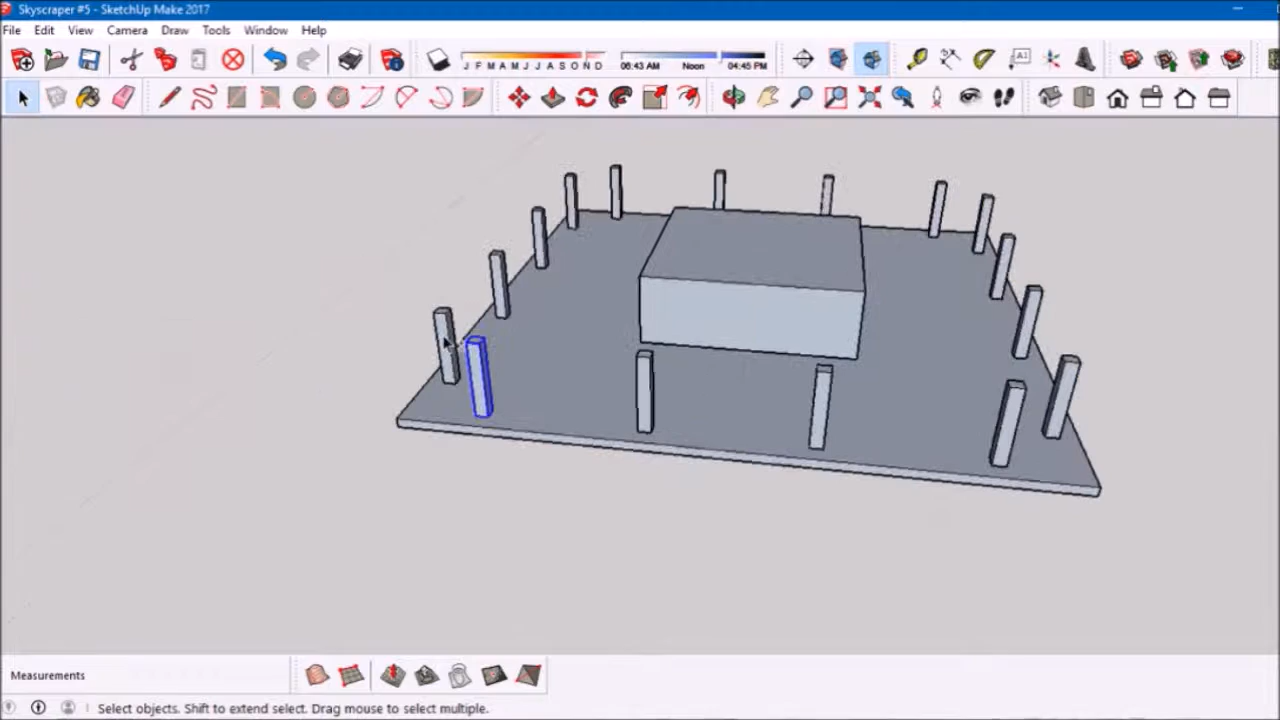 Skyscraper #5 - SketchUp Make 2017
File Edit View Camera Draw Tools Window Help
J F M A M J J A S O N D 06:43 AM Noon 04:45 PM
A1
Measurements
Select objects. Shift to extend select. Drag mouse to select multiple.